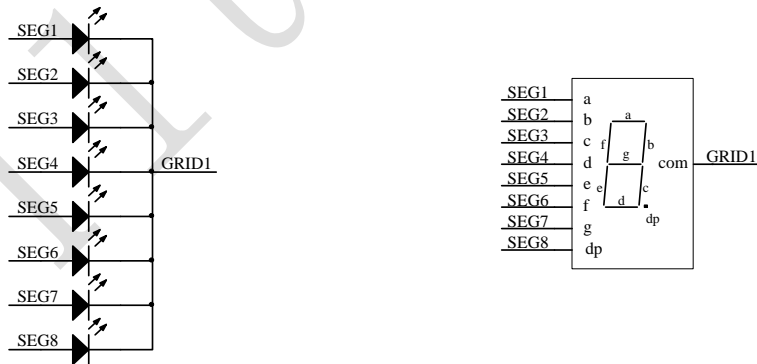 SEG1
SEG2
SEG3
SEG4
SEG5
SEG6
SEG7
SEG8
GRID1
SEG1 a
SEG2 b
SEG3 c
SEG4 d
SEG5 e
SEG6 f
SEG7 g
SEG8 dp
a
f b
g
e c
d
dp
com GRID1